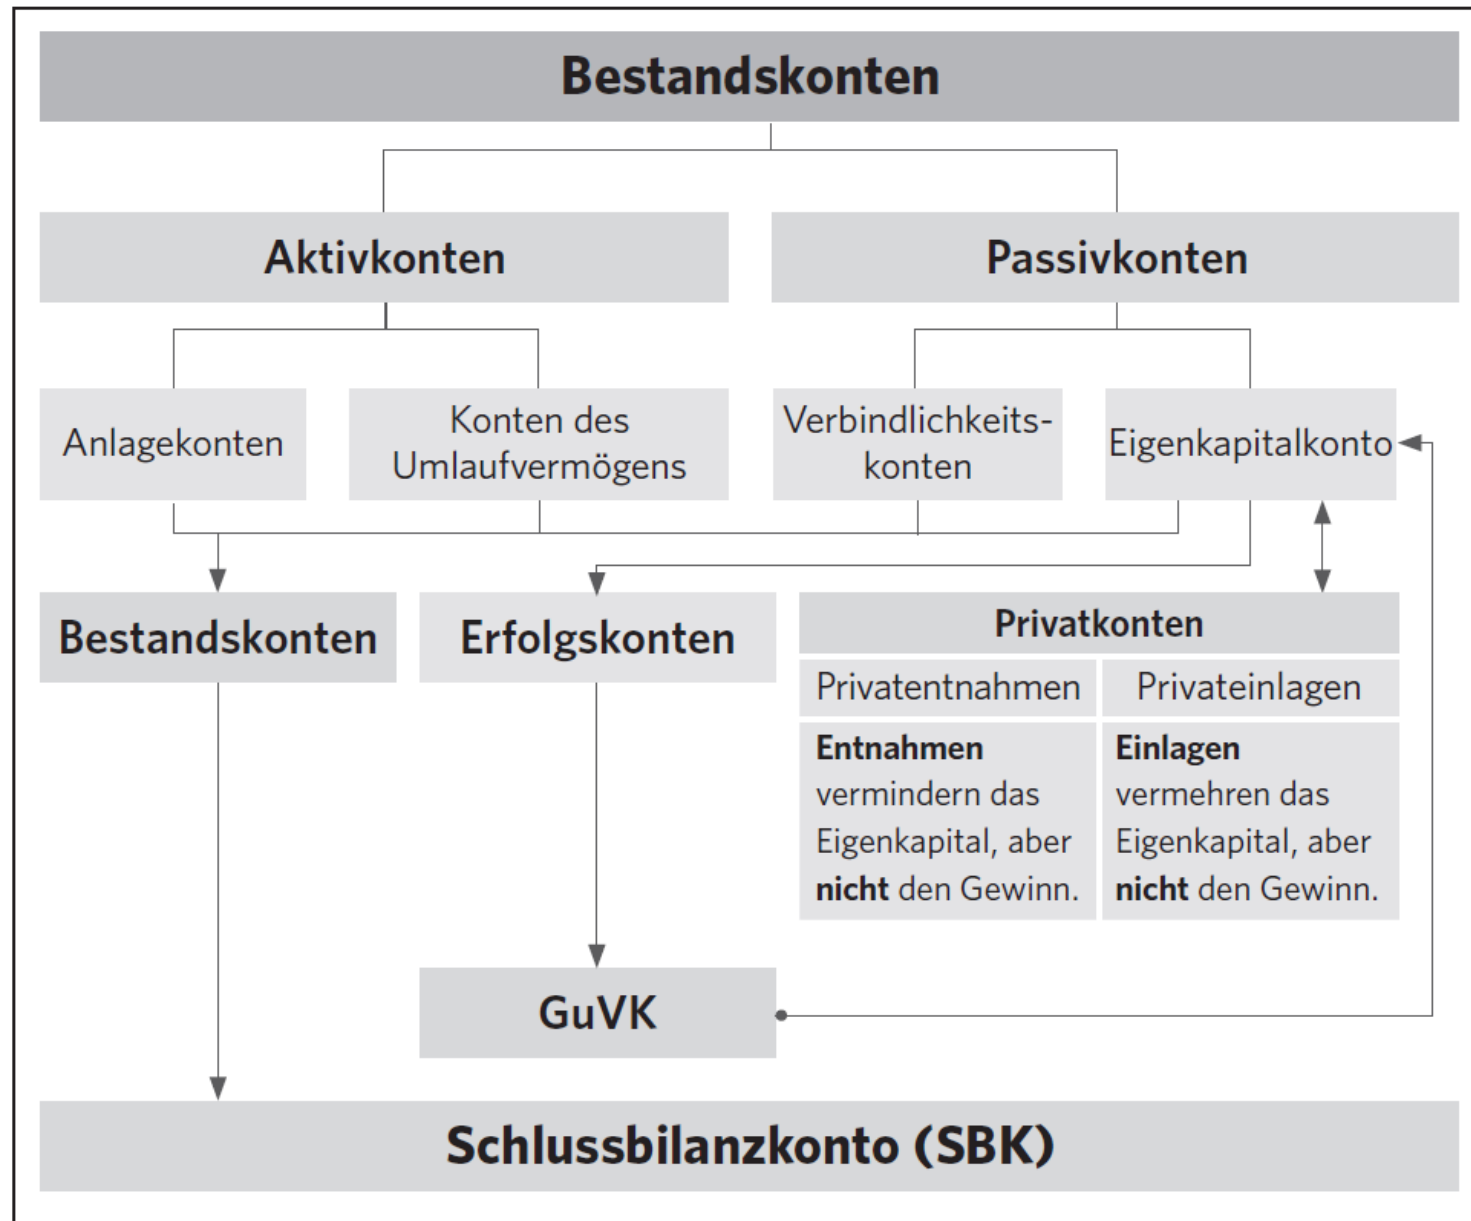 Bestandskonten
Aktivkonten
Passivkonten
Anlagekonten
Konten des
Umlaufvermögens
Verbindlichkeits-
konten
Eigenkapitalkonto
Bestandskonten
Erfolgskonten
Privatkonten
Privatentnahmen
Privateinlagen
Entnahmen
vermindern das
Eigenkapital, aber
nicht den Gewinn.
Einlagen
vermehren das
Eigenkapital, aber
nicht den Gewinn.
GuVK
Schlussbilanzkonto (SBK)